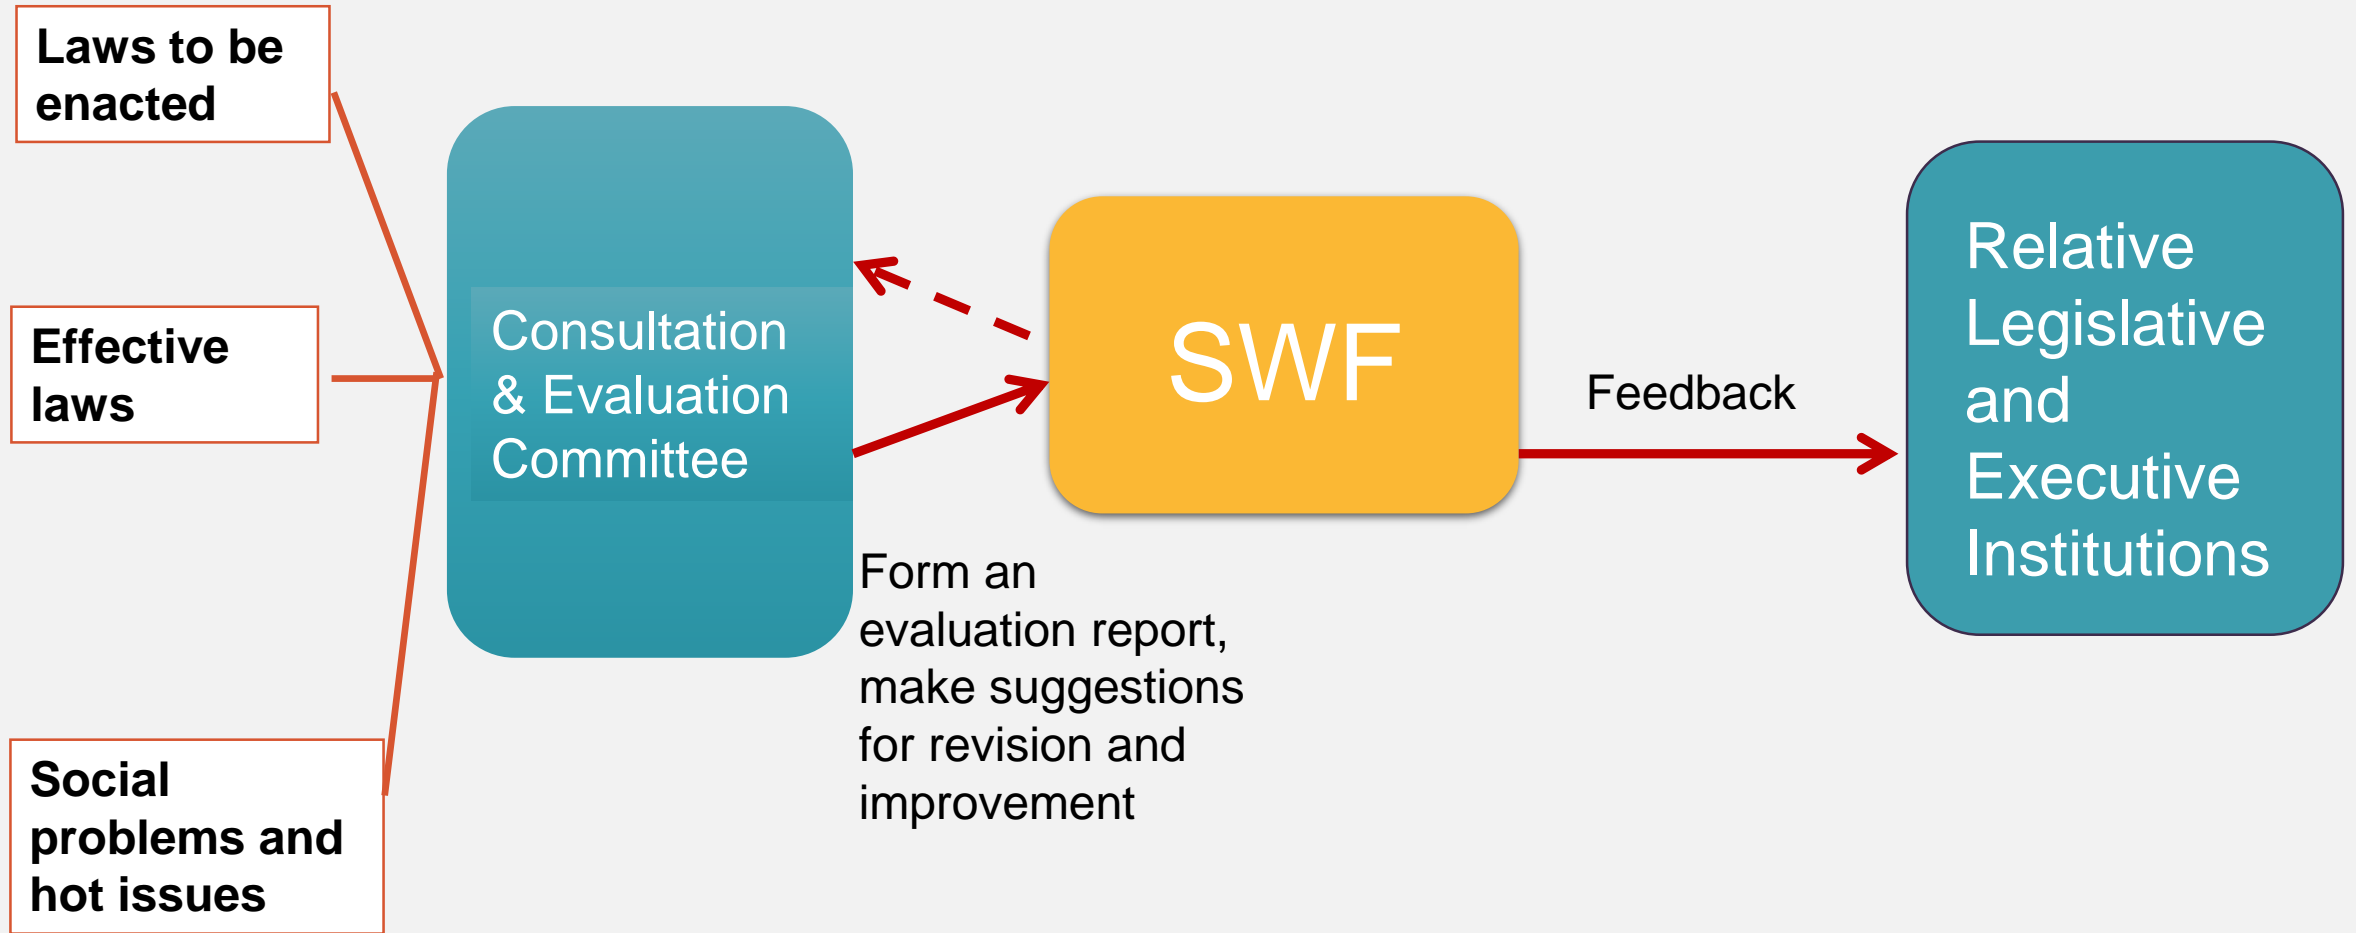 Laws to be
enacted
Effective
laws
Social
problems and
hot issues
Consultation
& Evaluation
Committee
Form an
evaluation report,
make suggestions
for revision and
improvement
SWF
Feedback
Relative
Legislative
and
Executive
Institutions